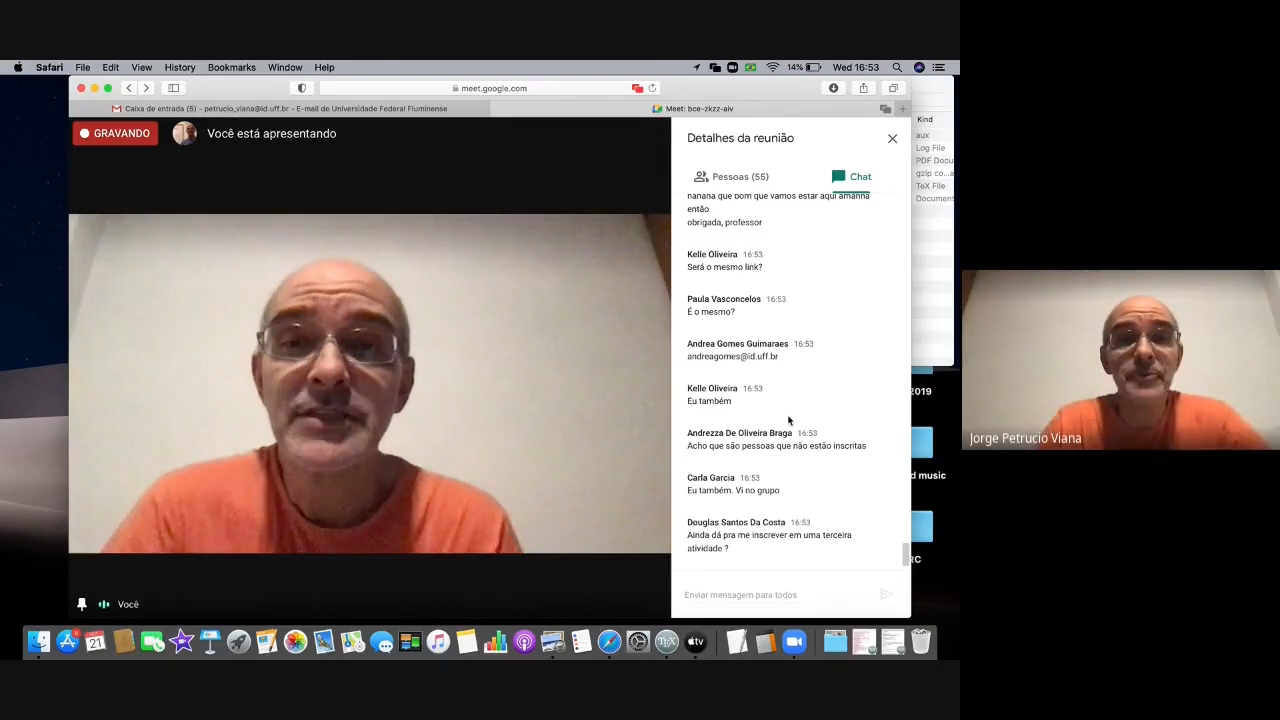 Safari File Edit View History Bookmarks Window Help
14% Wed 16:53
meet.google.com
Caixa de entrada (5) - petrucio_viana@id.uff.br - E-mail de Universidade Federal Fluminense
Meet: bce-zkzz-aiv
GRAVANDO
Você está apresentando
Detalhes da reunião
Pessoas (55)
Chat
hahaha que bom que vamos estar aqui amanhã
então
obrigada, professor
Kelle Oliveira 16:53
Será o mesmo link?
Paula Vasconcelos 16:53
É o mesmo?
Andrea Gomes Guimaraes 16:53
andreagomes@id.uff.br
Kelle Oliveira 16:53
Eu também
Andrezza De Oliveira Braga 16:53
Acho que são pessoas que não estão inscritas
Carla Garcia 16:53
Eu também. Vi no grupo
Douglas Santos Da Costa 16:53
Ainda dá pra me inscrever em uma terceira
atividade ?
Enviar mensagem para todos
Você
Kind
aux
Log File
PDF Docu
gzip co...a
TeX File
Document
2019
d music
RC
Jorge Petrucio Viana
21
TEX
tv